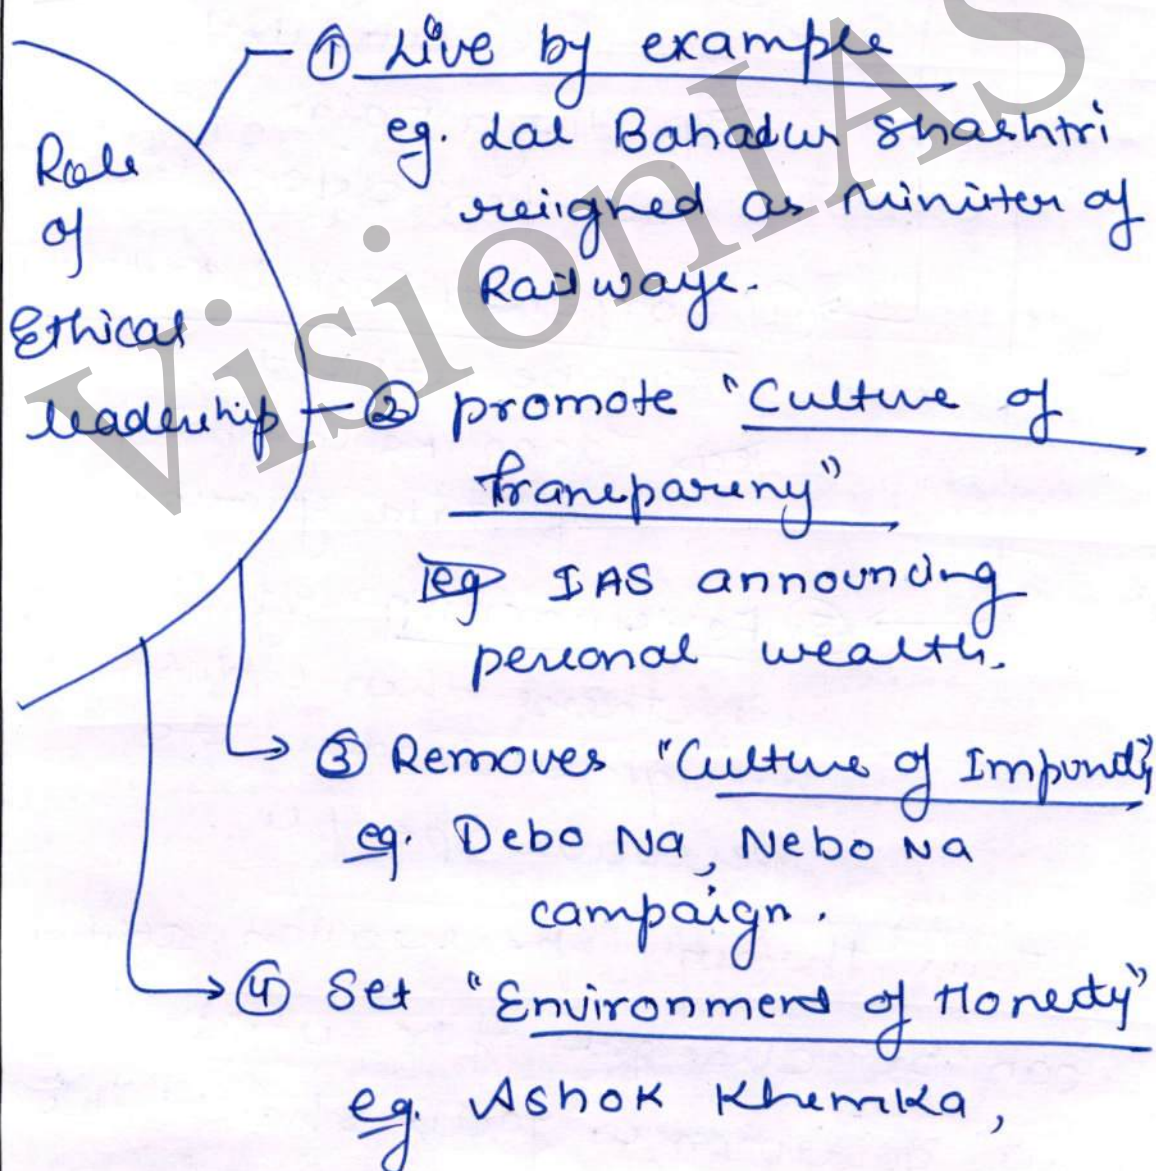 Role
of
Ethical
leadership
① Live by example
eg. Lal Bahadur Shashtri
resigned as Minister of
Railways.
② promote "Culture of
Transparency"
eg IAS announcing
personal wealth.
③ Removes "Culture of Impunity"
eg. Debo Na, Nebo Na
campaign.
④ Set "Environment of Honesty"
eg. Ashok Khemka,
VisionIAS